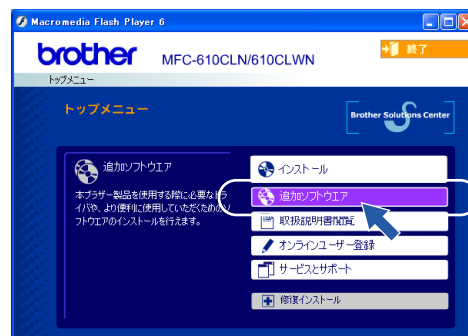 Macromedia Flash Player 6
brother
MFC-610CLN/610CLWN
終了
トップメニュー
トップメニュー
Brother Solutions Center
追加ソフトウエア
本ブラザー製品を使用する際に必要なドラ
イバや、より便利に使用していただくためのソ
フトウエアのインストールを行えます。
インストール
追加ソフトウエア
取扱説明書閲覧
オンラインユーザー登録
サービスとサポート
修復インストール